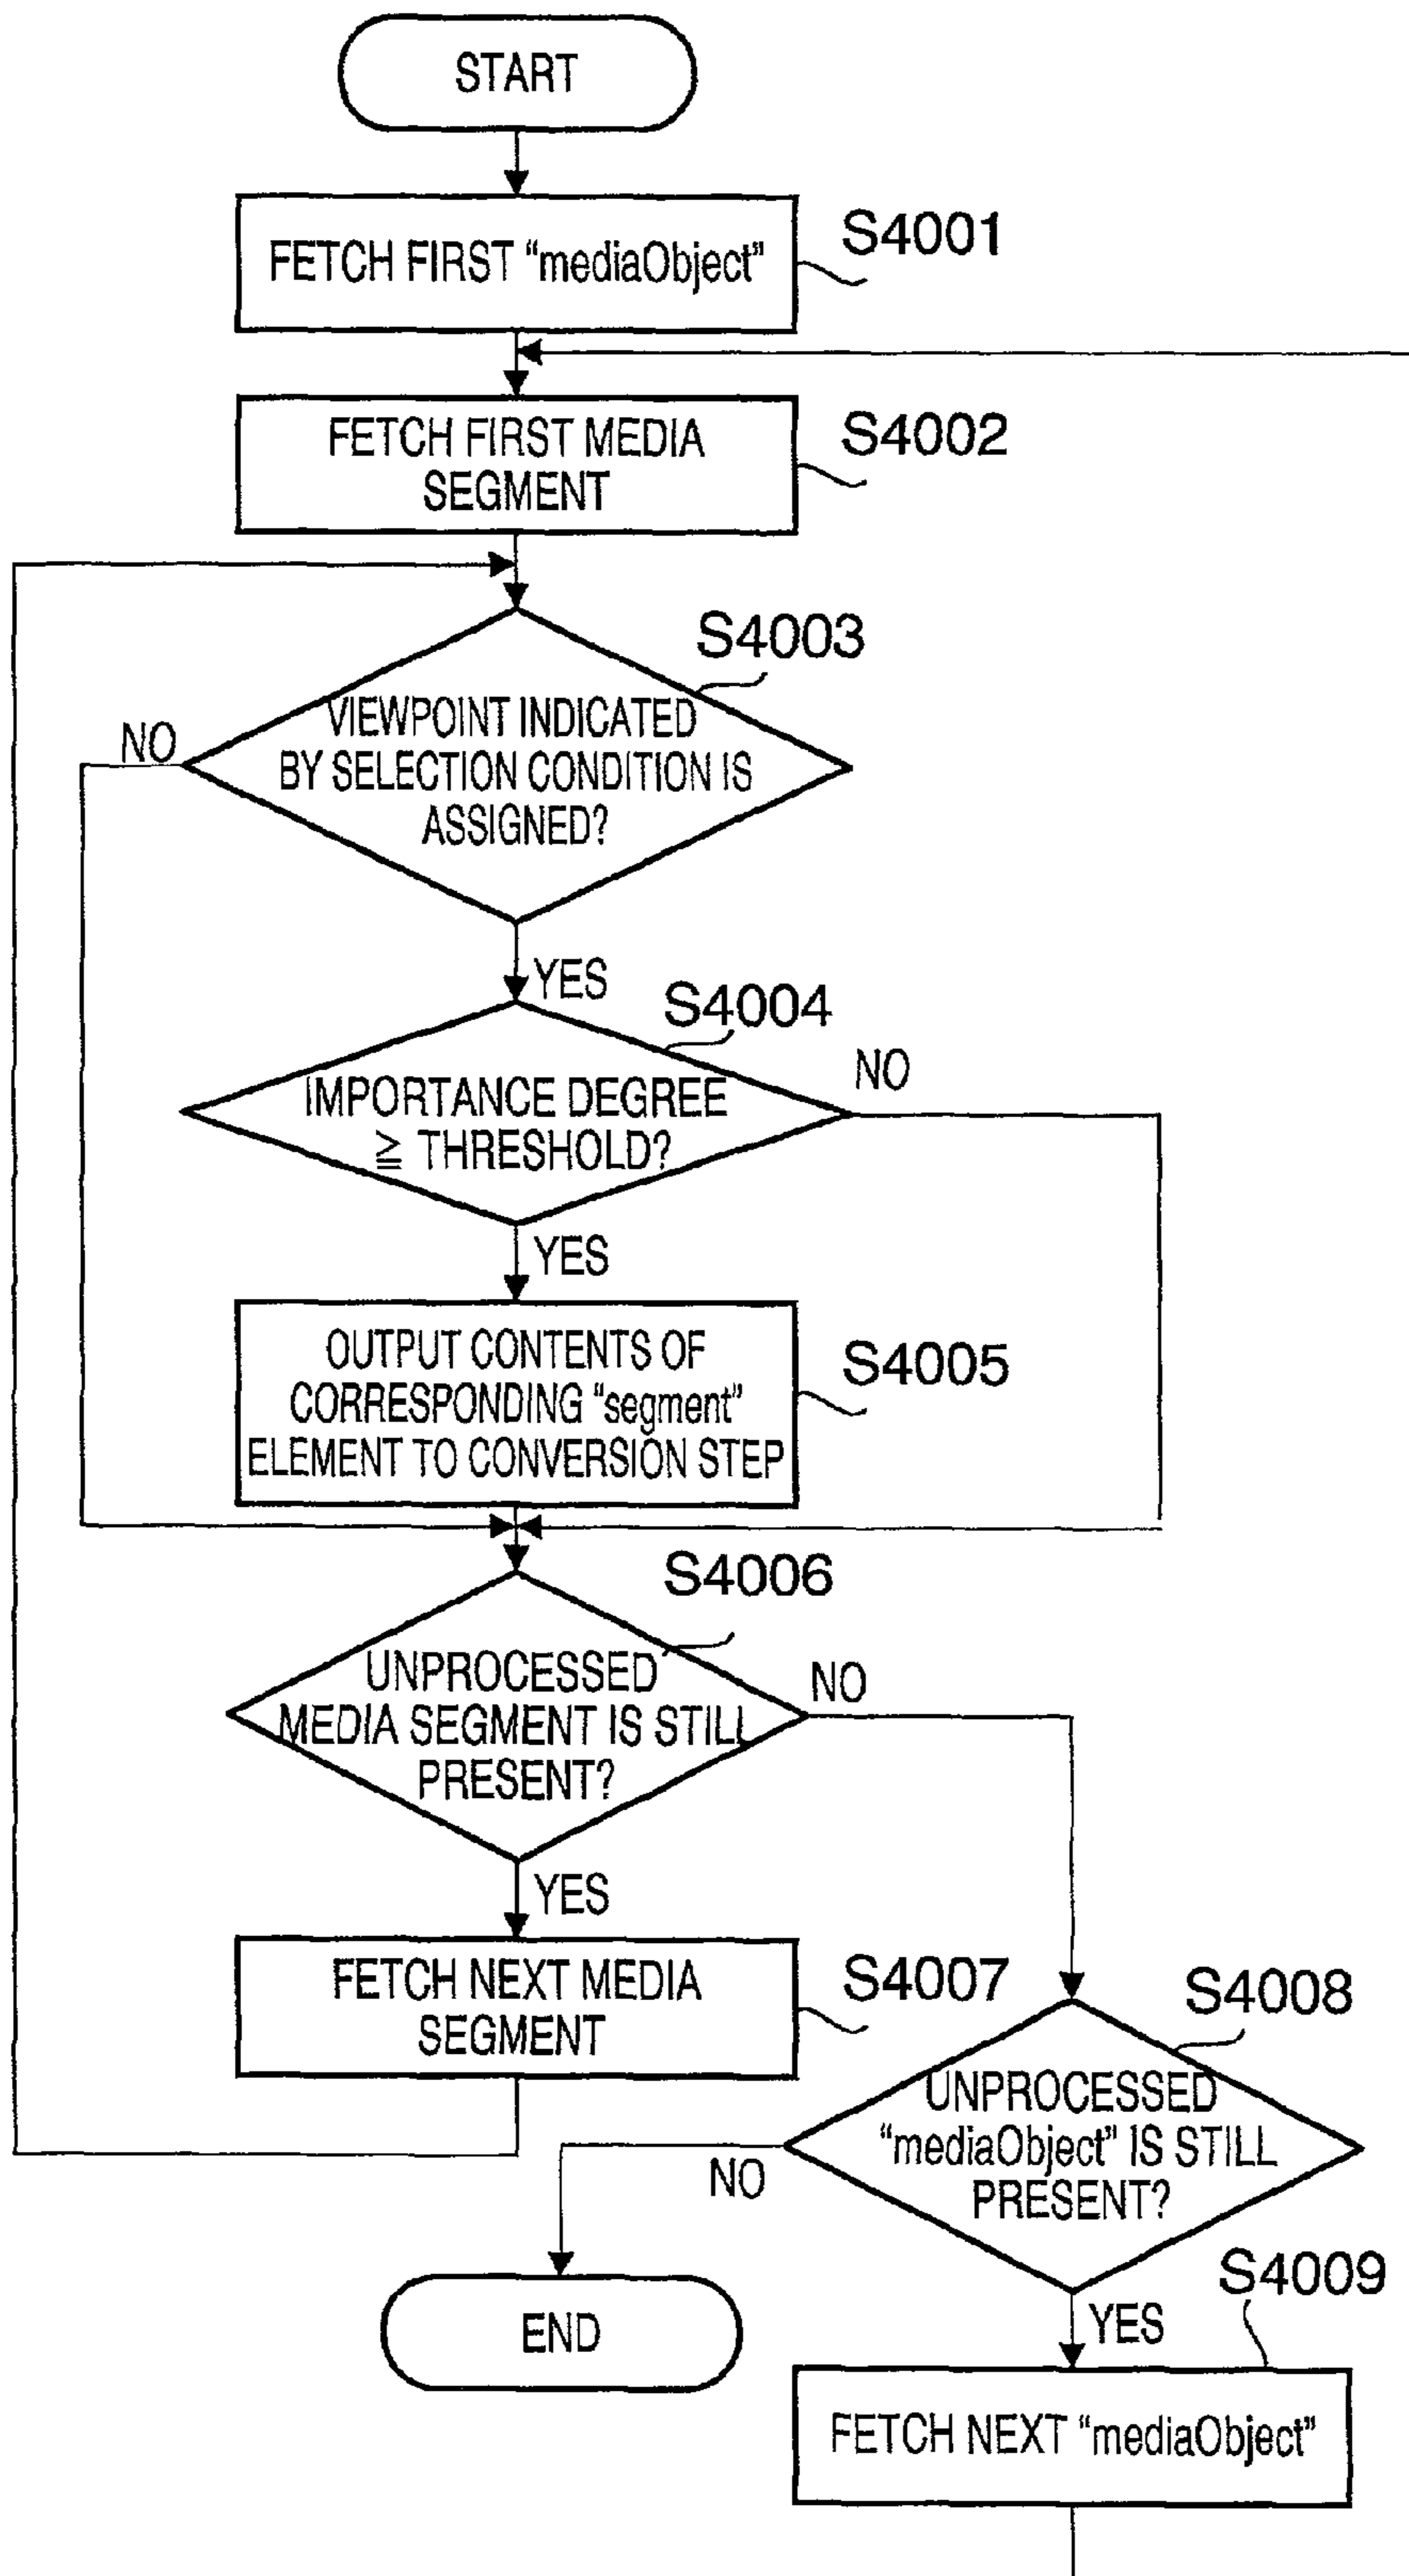 START
FETCH FIRST “mediaObject”
S4001
FETCH FIRST MEDIA
SEGMENT
S4002
S4003
VIEWPOINT INDICATED
BY SELECTION CONDITION IS
ASSIGNED?
NO
YES
S4004
IMPORTANCE DEGREE
≧ THRESHOLD?
NO
YES
OUTPUT CONTENTS OF
CORRESPONDING “segment”
ELEMENT TO CONVERSION STEP
S4005
S4006
UNPROCESSED
MEDIA SEGMENT IS STILL
PRESENT?
NO
YES
FETCH NEXT MEDIA
SEGMENT
S4007
S4008
UNPROCESSED
“mediaObject” IS STILL
PRESENT?
NO
YES
END
S4009
FETCH NEXT “mediaObject”